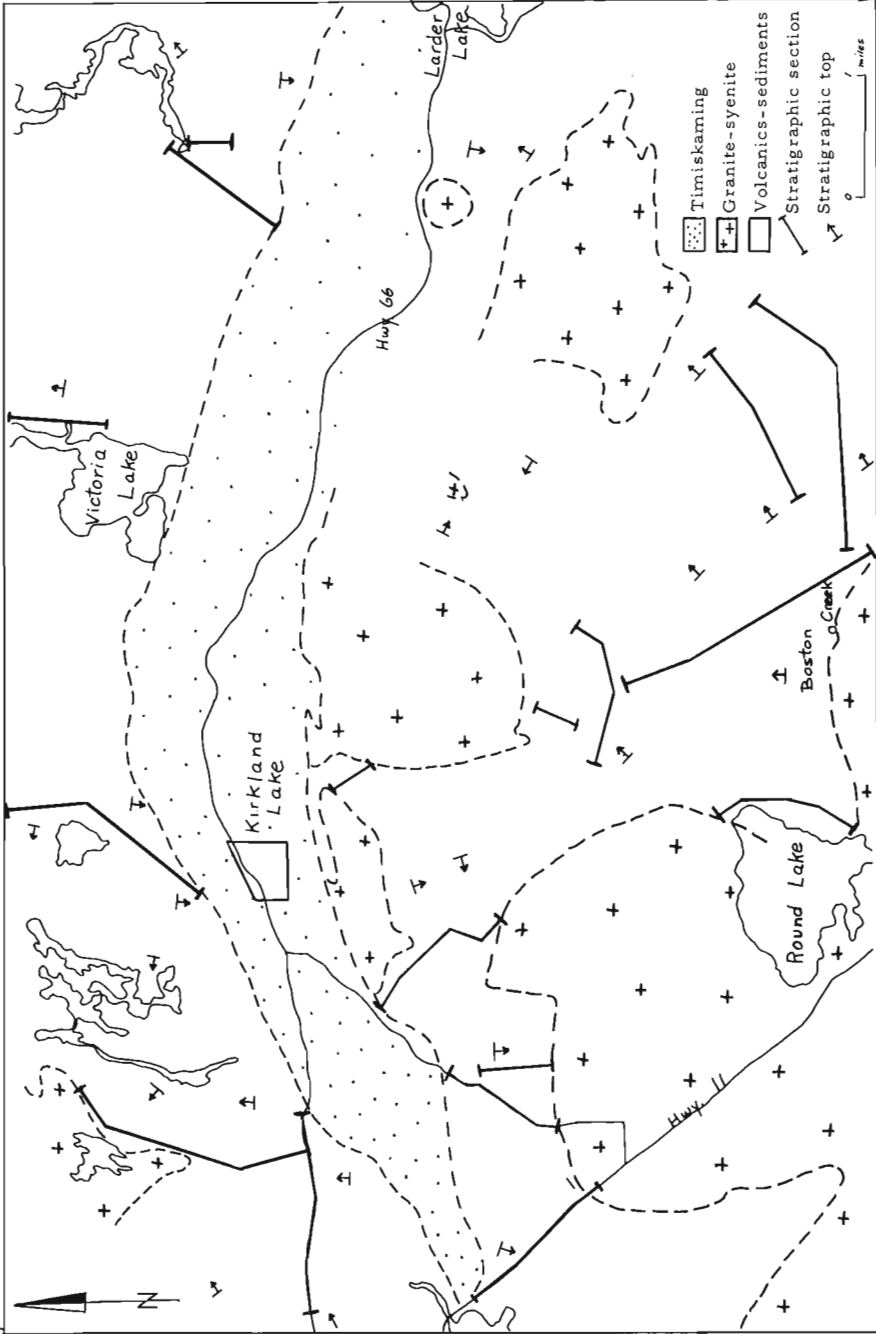 Larder
Lake
Victoria
Lake
Hwy 66
Kirkland
Lake
Boston
Creek
Round Lake
Hwy. 11
N
Timiskaming
Granite-syenite
Volcanics-sediments
Stratigraphic section
Stratigraphic top
0 1
miles